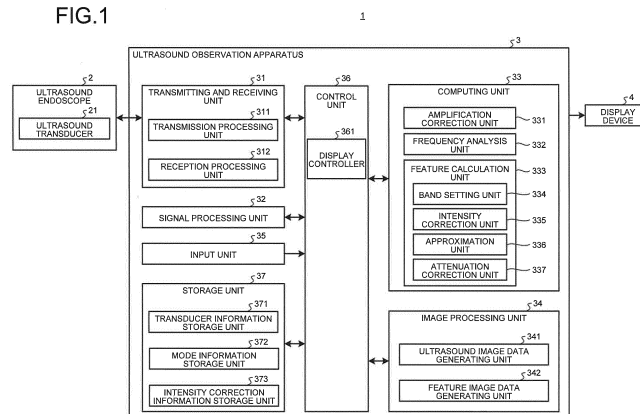 FIG.1
1
3
ULTRASOUND OBSERVATION APPARATUS
2
ULTRASOUND
ENDOSCOPE
21
ULTRASOUND
TRANSDUCER
31
TRANSMITTING AND RECEIVING
UNIT
311
TRANSMISSION PROCESSING
UNIT
312
RECEPTION PROCESSING
UNIT
32
SIGNAL PROCESSING UNIT
35
INPUT UNIT
37
STORAGE UNIT
371
TRANSDUCER INFORMATION
STORAGE UNIT
372
MODE INFORMATION
STORAGE UNIT
373
INTENSITY CORRECTION
INFORMATION STORAGE UNIT
36
CONTROL
UNIT
361
DISPLAY
CONTROLLER
33
COMPUTING UNIT
AMPLIFICATION
CORRECTION UNIT
331
FREQUENCY ANALYSIS
UNIT
332
FEATURE CALCULATION
UNIT
333
BAND SETTING UNIT
334
INTENSITY
CORRECTION UNIT
335
APPROXIMATION
UNIT
336
ATTENUATION
CORRECTION UNIT
337
34
IMAGE PROCESSING UNIT
341
ULTRASOUND IMAGE DATA
GENERATING UNIT
342
FEATURE IMAGE DATA
GENERATING UNIT
4
DISPLAY
DEVICE